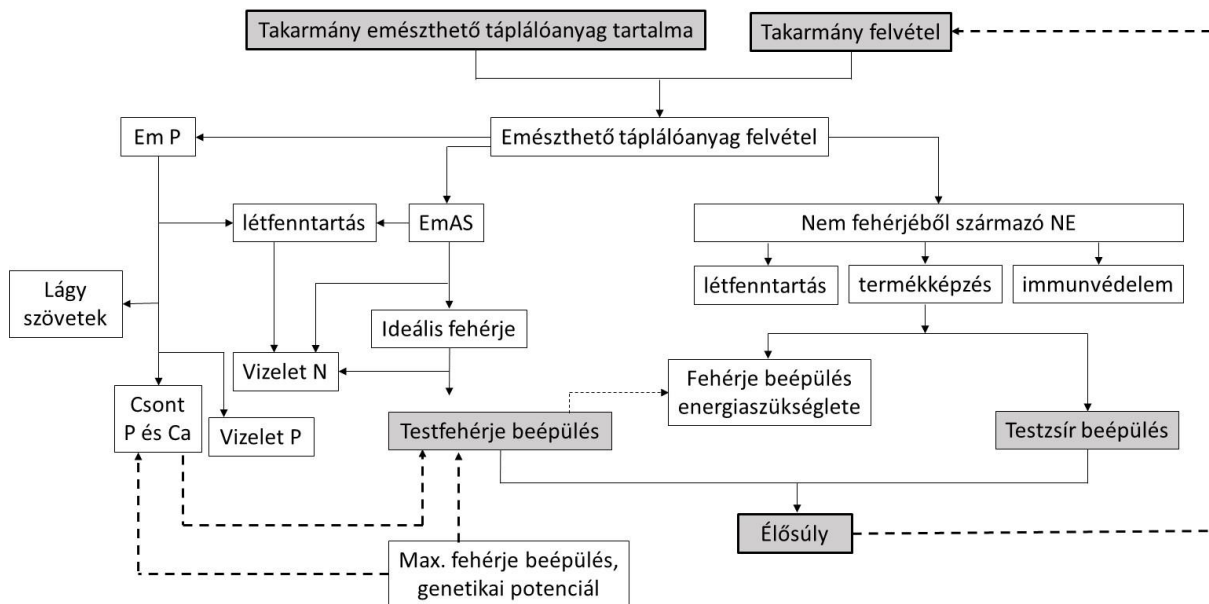 Takarmány emészthető táplálóanyag tartalma
Takarmány felvétel
Em P
Emészthető táplálóanyag felvétel
létfenntartás
EmAS
Nem fehérjéből származó NE
Lágy
szövetek
létfenntartás
termékképzés
immunvédelem
Ideális fehérje
Vizelet N
Fehérje beépülés
energiaszükséglete
Csont
P és Ca
Vizelet P
Testfehérje beépülés
Testzsír beépülés
Élősúly
Max. fehérje beépülés,
genetikai potenciál